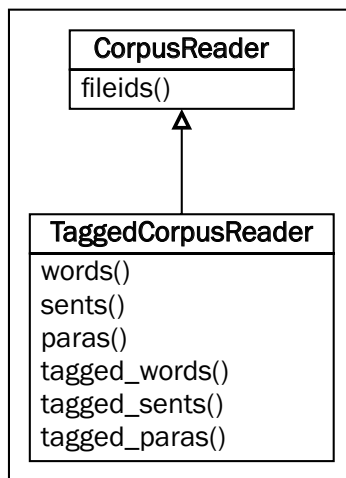 CorpusReader
fileids()
TaggedCorpusReader
words()
sents()
paras()
tagged_words()
tagged_sents()
tagged_paras()